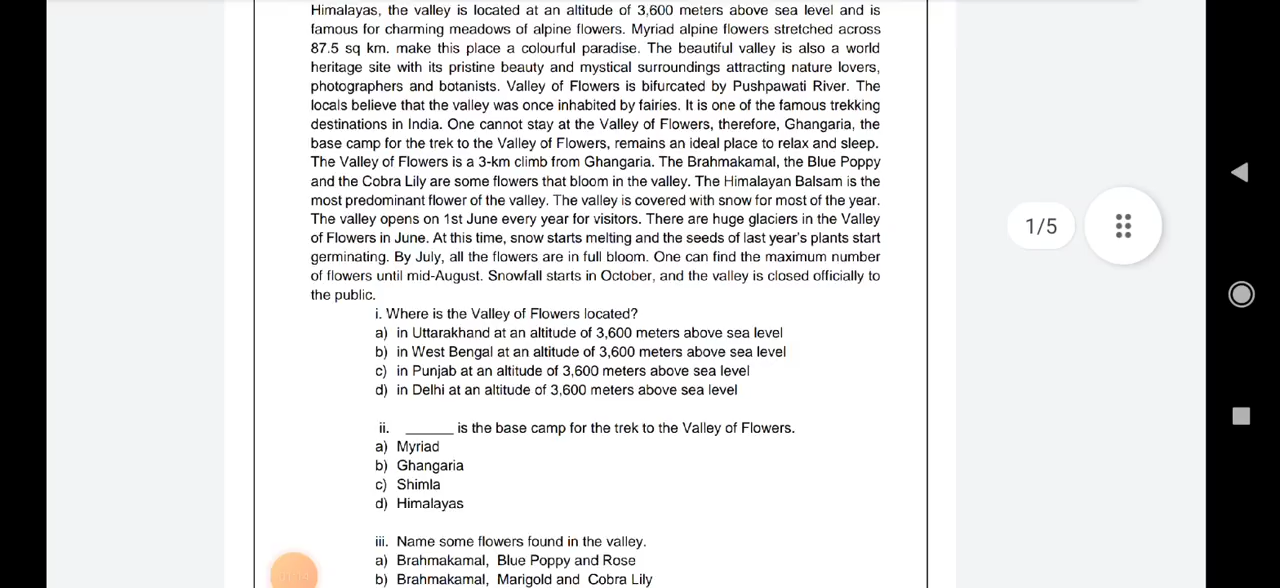 Himalayas, the valley is located at an altitude of 3,600 meters above sea level and is
famous for charming meadows of alpine flowers. Myriad alpine flowers stretched across
87.5 sq km. make this place a colourful paradise. The beautiful valley is also a world
heritage site with its pristine beauty and mystical surroundings attracting nature lovers,
photographers and botanists. Valley of Flowers is bifurcated by Pushpawati River. The
locals believe that the valley was once inhabited by fairies. It is one of the famous trekking
destinations in India. One cannot stay at the Valley of Flowers, therefore, Ghangaria, the
base camp for the trek to the Valley of Flowers, remains an ideal place to relax and sleep.
The Valley of Flowers is a 3-km climb from Ghangaria. The Brahmakamal, the Blue Poppy
and the Cobra Lily are some flowers that bloom in the valley. The Himalayan Balsam is the
most predominant flower of the valley. The valley is covered with snow for most of the year.
The valley opens on 1st June every year for visitors. There are huge glaciers in the Valley
of Flowers in June. At this time, snow starts melting and the seeds of last year's plants start
germinating. By July, all the flowers are in full bloom. One can find the maximum number
of flowers until mid-August. Snowfall starts in October, and the valley is closed officially to
the public.
i. Where is the Valley of Flowers located?
a) in Uttarakhand at an altitude of 3,600 meters above sea level
b) in West Bengal at an altitude of 3,600 meters above sea level
c) in Punjab at an altitude of 3,600 meters above sea level
d) in Delhi at an altitude of 3,600 meters above sea level
ii. ______ is the base camp for the trek to the Valley of Flowers.
a) Myriad
b) Ghangaria
c) Shimla
d) Himalayas
iii. Name some flowers found in the valley.
a) Brahmakamal, Blue Poppy and Rose
b) Brahmakamal, Marigold and Cobra Lily
1/5